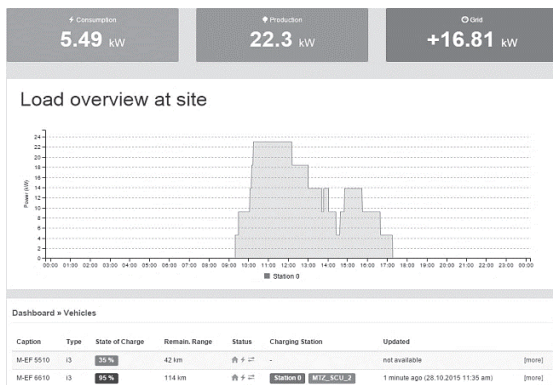 Consumption Production Grid
5.49 kW 22.3 kW +16.81 kW
Load overview at site
Power (kW)
24
22
20
18
16
14
12
10
8
6
4
2
0
00:00 01:00 02:00 03:00 04:00 05:00 06:00 07:00 08:00 09:00 10:00 11:00 12:00 13:00 14:00 15:00 16:00 17:00 18:00 19:00 20:00 21:00 22:00 23:00 00:00
Station 0
Dashboard » Vehicles
Caption Type State of Charge Remain. Range Status Charging Station Updated
M-EF 5510 i3 35 % 42 km - not available [more]
M-EF 6610 i3 95 % 114 km Station 0 MTZ_SCU_2 1 minute ago (28.10.2015 11:35 am) [more]